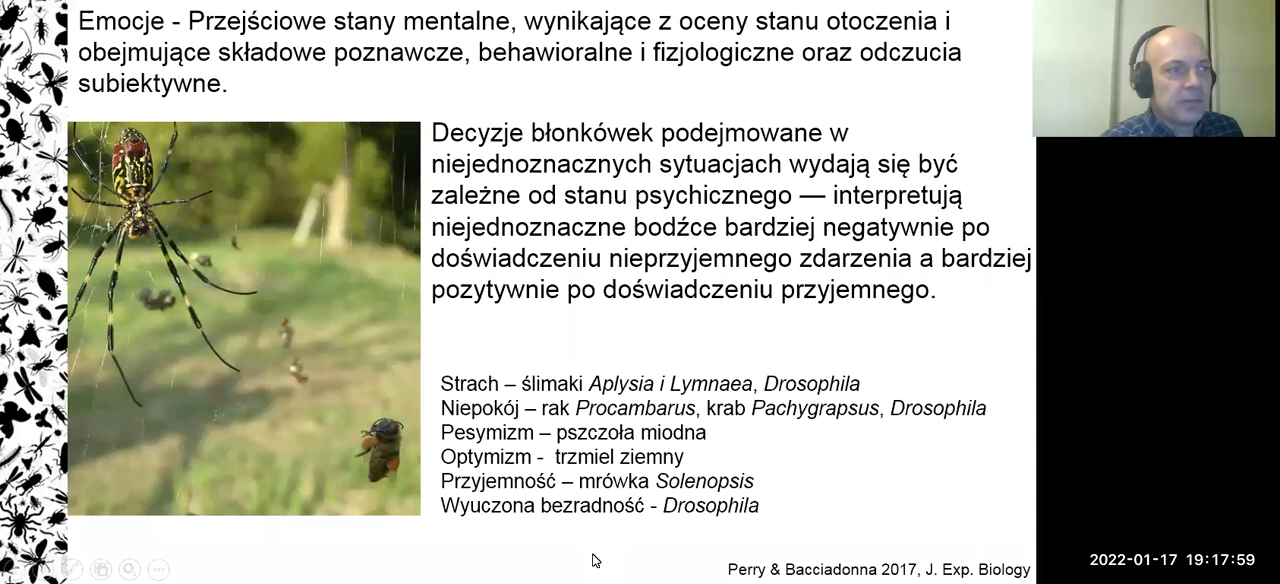 Emocje - Przejściowe stany mentalne, wynikające z oceny stanu otoczenia i
obejmujące składowe poznawcze, behawioralne i fizjologiczne oraz odczucia
subiektywne.
Decyzje błonkówek podejmowane w
niejednoznacznych sytuacjach wydają się być
zależne od stanu psychicznego — interpretują
niejednoznaczne bodźce bardziej negatywnie po
doświadczeniu nieprzyjemnego zdarzenia a bardziej
pozytywnie po doświadczeniu przyjemnego.
Strach – ślimaki Aplysia i Lymnaea, Drosophila
Niepokój – rak Procambarus, krab Pachygrapsus, Drosophila
Pesymizm – pszczoła miodna
Optymizm - trzmiel ziemny
Przyjemność – mrówka Solenopsis
Wyuczona bezradność - Drosophila
Perry & Bacciadonna 2017, J. Exp. Biology
2022-01-17 19:17:59